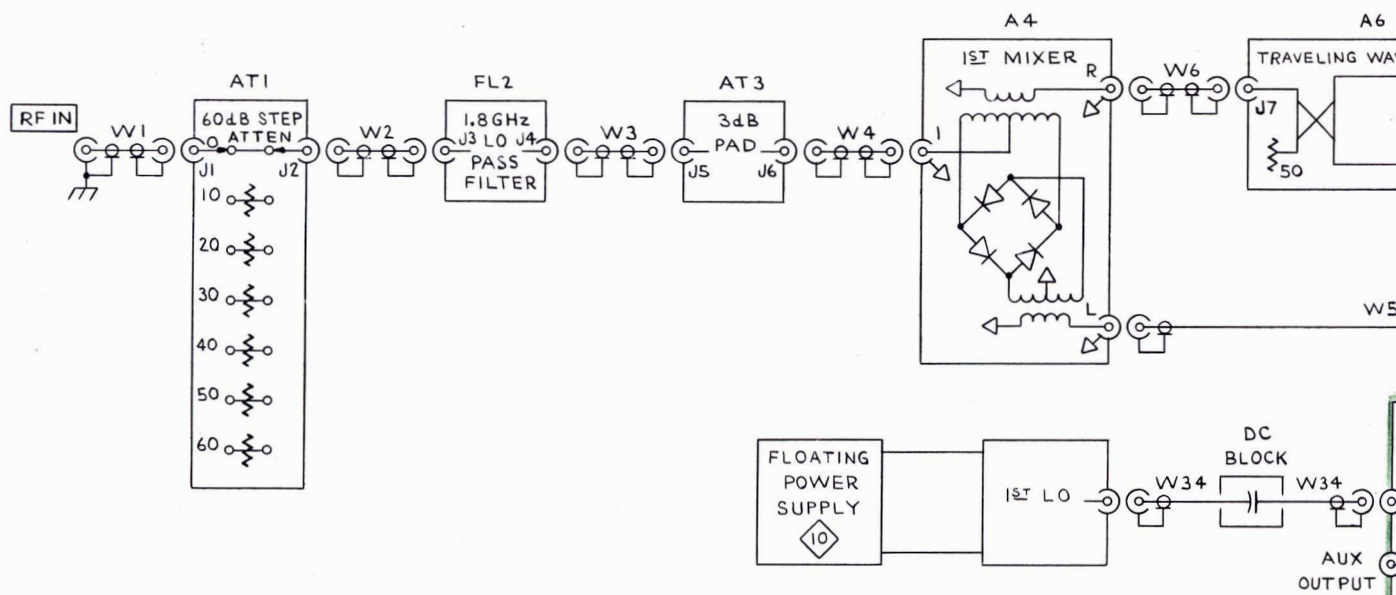 A4
A6
1ST MIXER
TRAVELING WA
R
W6
J7
50
AT1
FL2
AT3
RF IN
W1
60dB STEP
ATTEN
O
J1
J2
W2
1.8GHz
J3 LO J4
PASS
FILTER
W3
3dB
PAD
J5
J6
W4
I
10
20
30
40
50
60
L
W5
FLOATING
POWER
SUPPLY
10
1ST LO
DC
BLOCK
W34
W34
AUX
OUTPUT